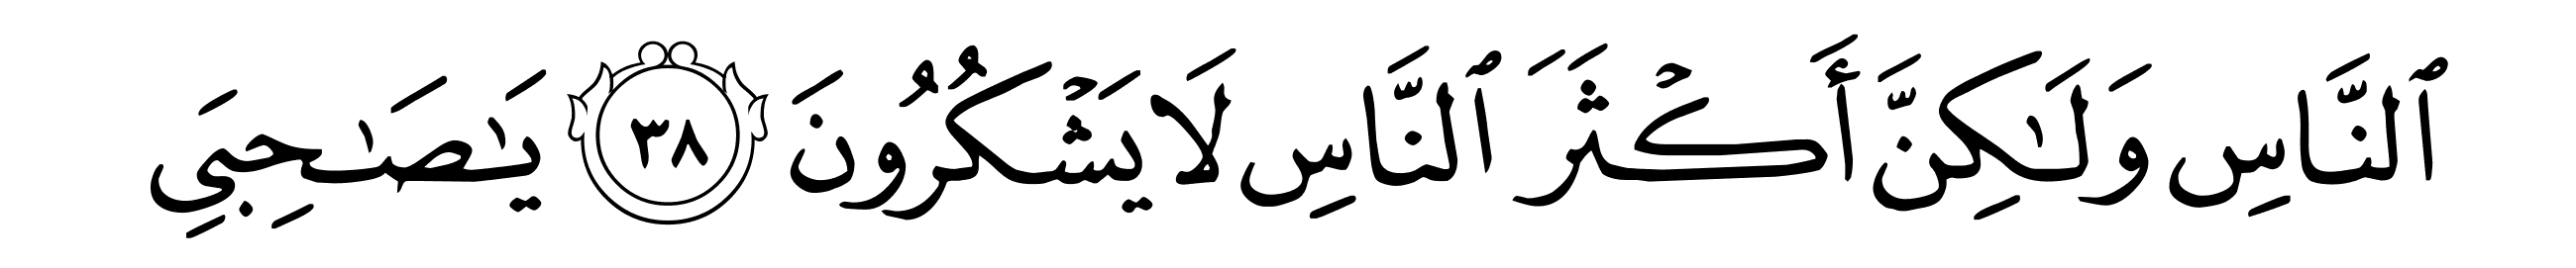 ٱلنَّاسِ وَلَـٰكِنَّ أَكْثَرَ ٱلنَّاسِ لَا يَشْكُرُونَ ٣٨ يَـٰصَـٰحِبَىِ